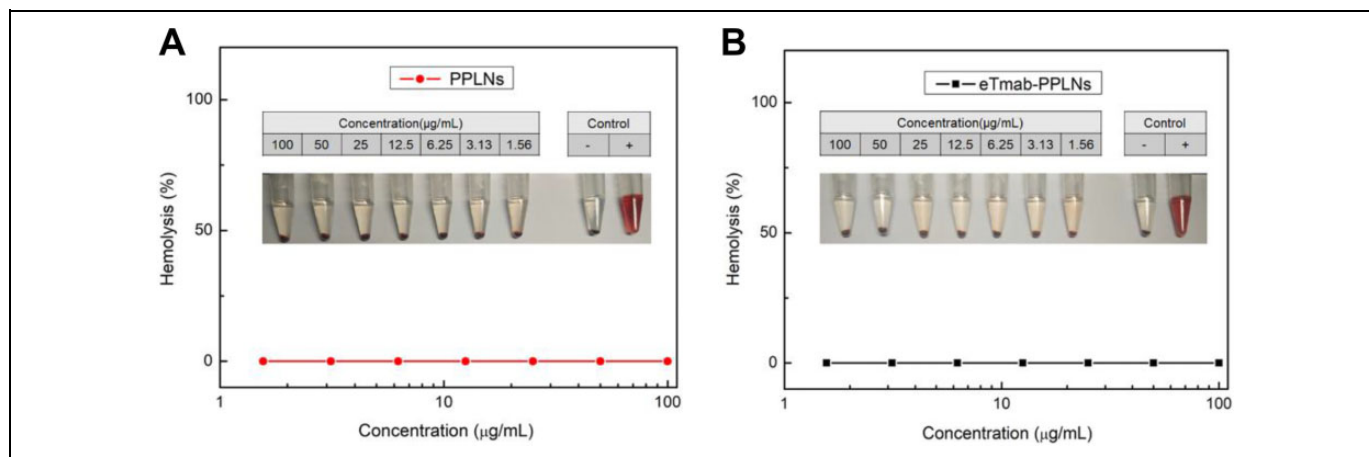 A
PPLNs
100
Concentration(μg/mL)
Control
100 50 25 12.5 6.25 3.13 1.56
- +
Hemolysis (%)
50
0
1 10 100
Concentration (μg/mL)
B
eTmab-PPLNs
100
Concentration(μg/mL)
Control
100 50 25 12.5 6.25 3.13 1.56
- +
Hemolysis (%)
50
0
1 10 100
Concentration (μg/mL)